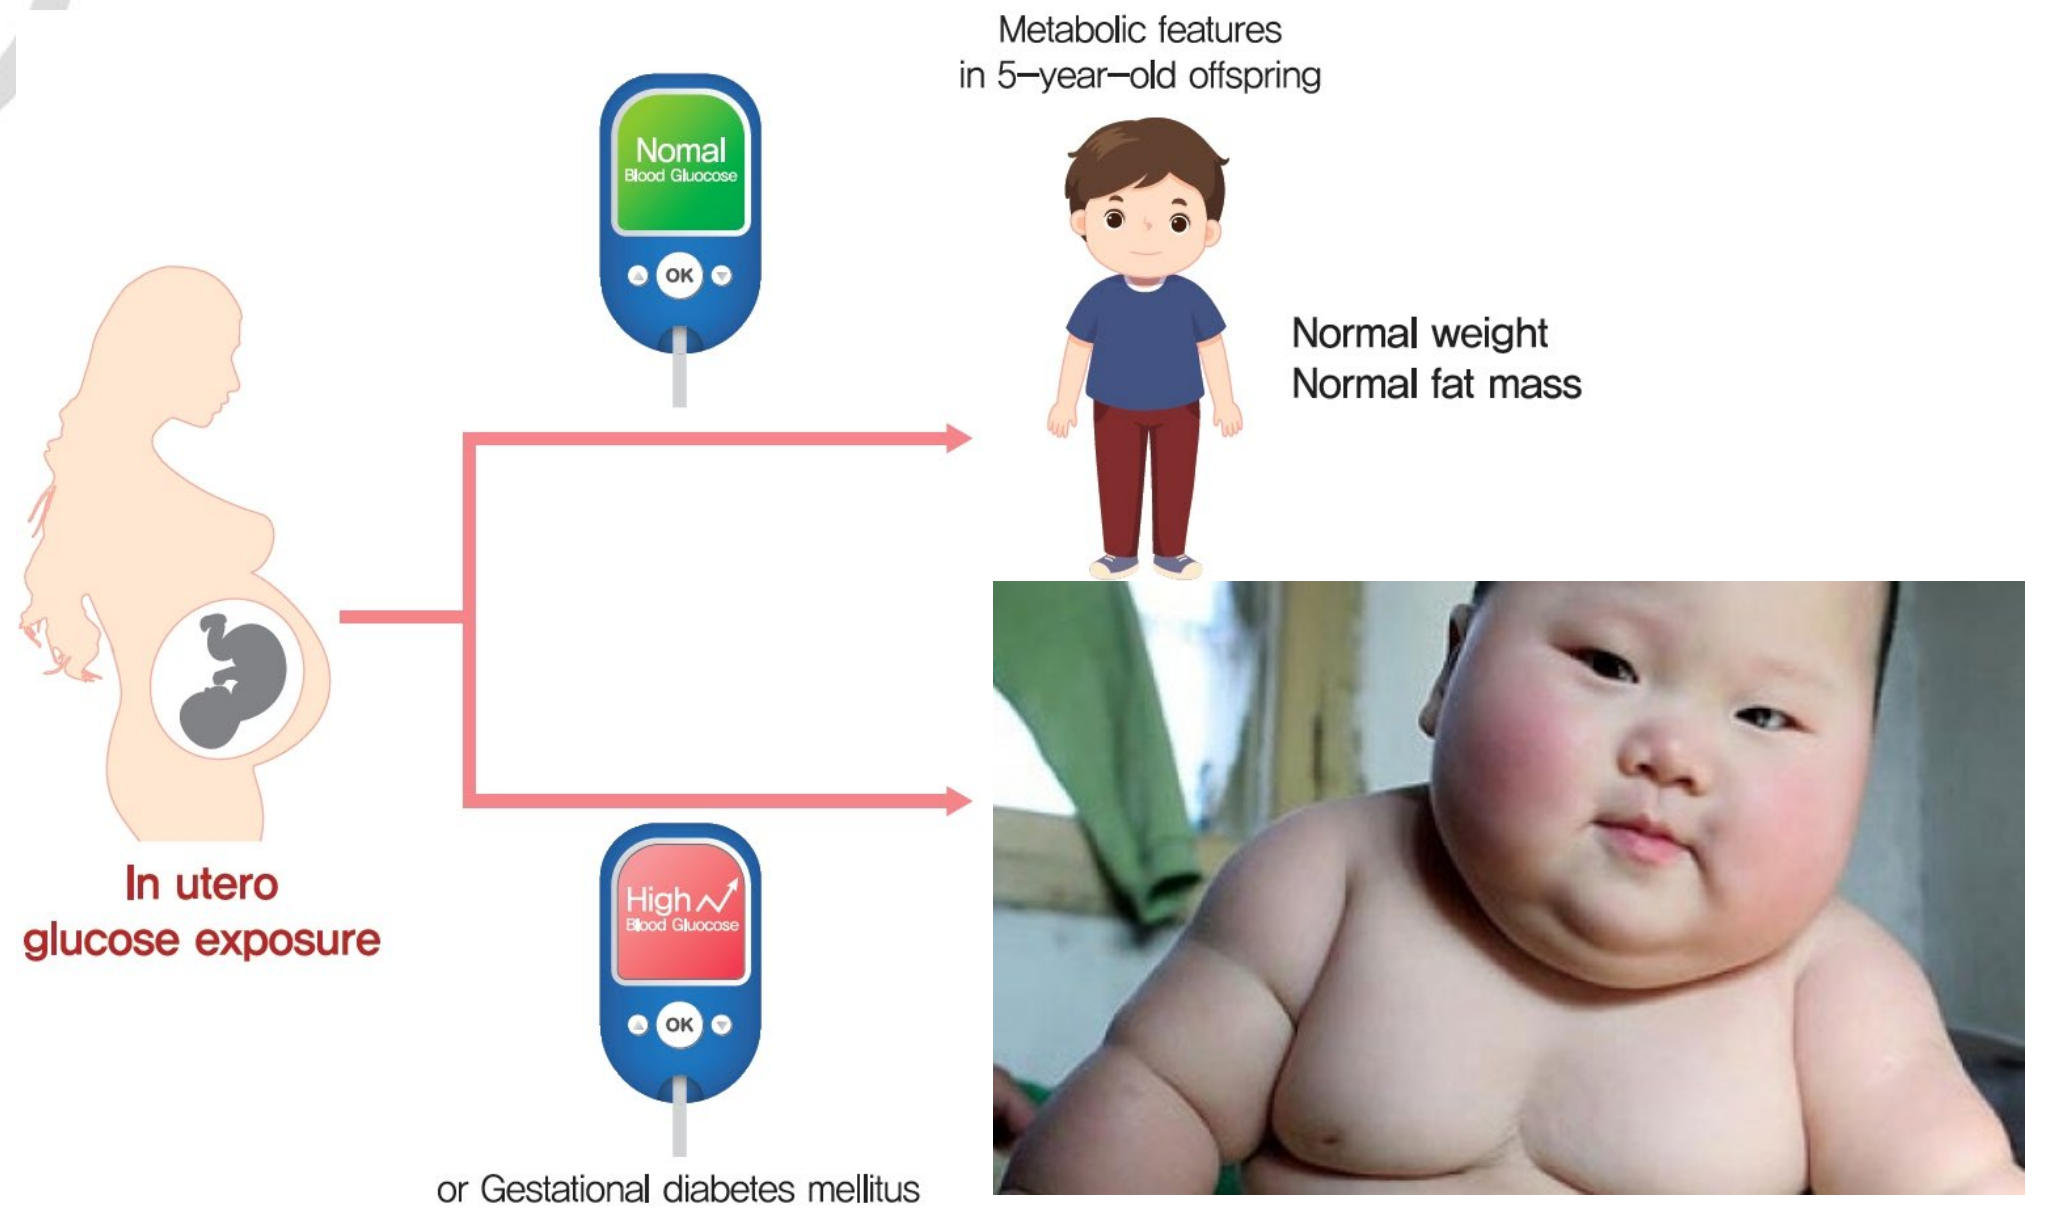 Metabolic features
in 5-year-old offspring
Nomal
Blood Gluocose
OK
Normal weight
Normal fat mass
In utero
glucose exposure
High
Blood Gluocose
OK
or Gestational diabetes mellitus